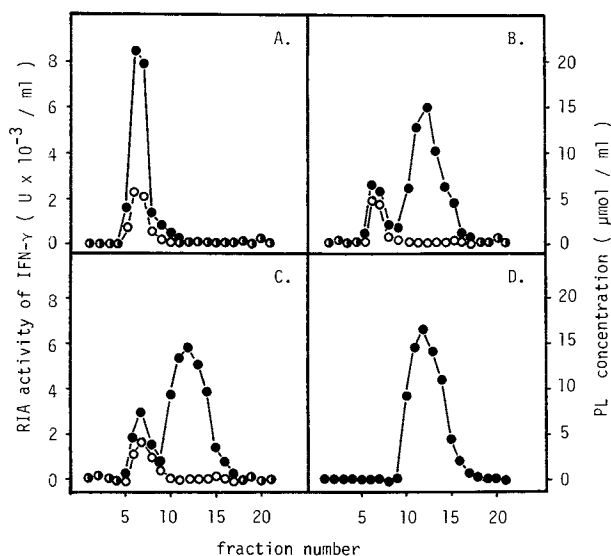 A.
B.
8
6
4
2
0
20
15
10
5
0
C.
D.
8
6
4
2
0
20
15
10
5
0
5 10 15 20
5 10 15 20
RIA activity of IFN-γ ( U x 10⁻³ / ml )
PL concentration ( μmol / ml )
fraction number